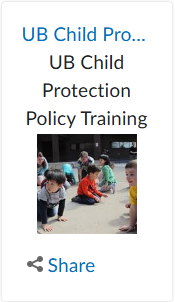 UB Child Pro...
UB Child
Protection
Policy Training
Share